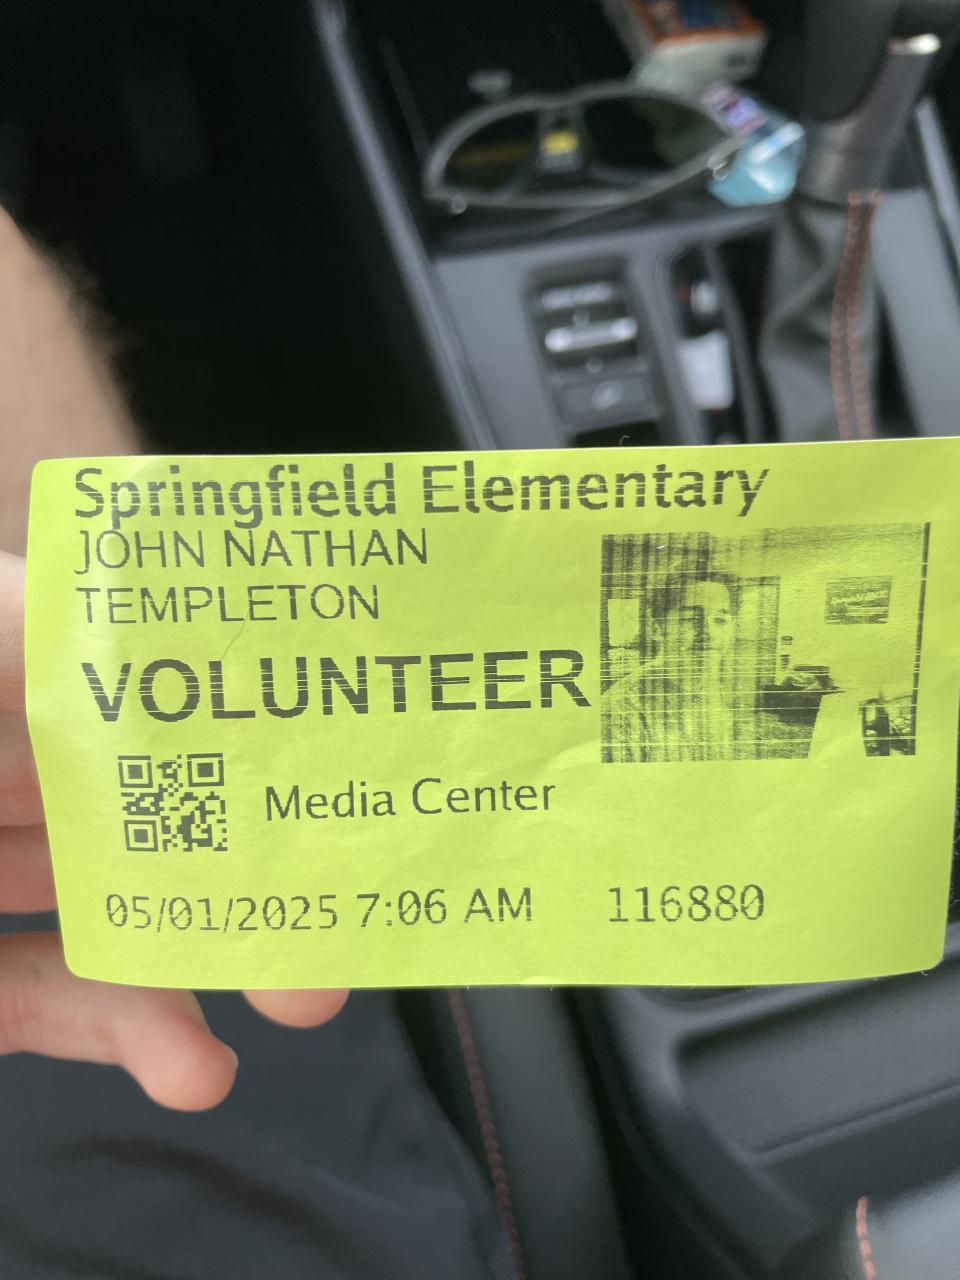 Springfield Elementary
JOHN NATHAN
TEMPLETON
VOLUNTEER
Media Center
05/01/2025 7:06 AM 116880